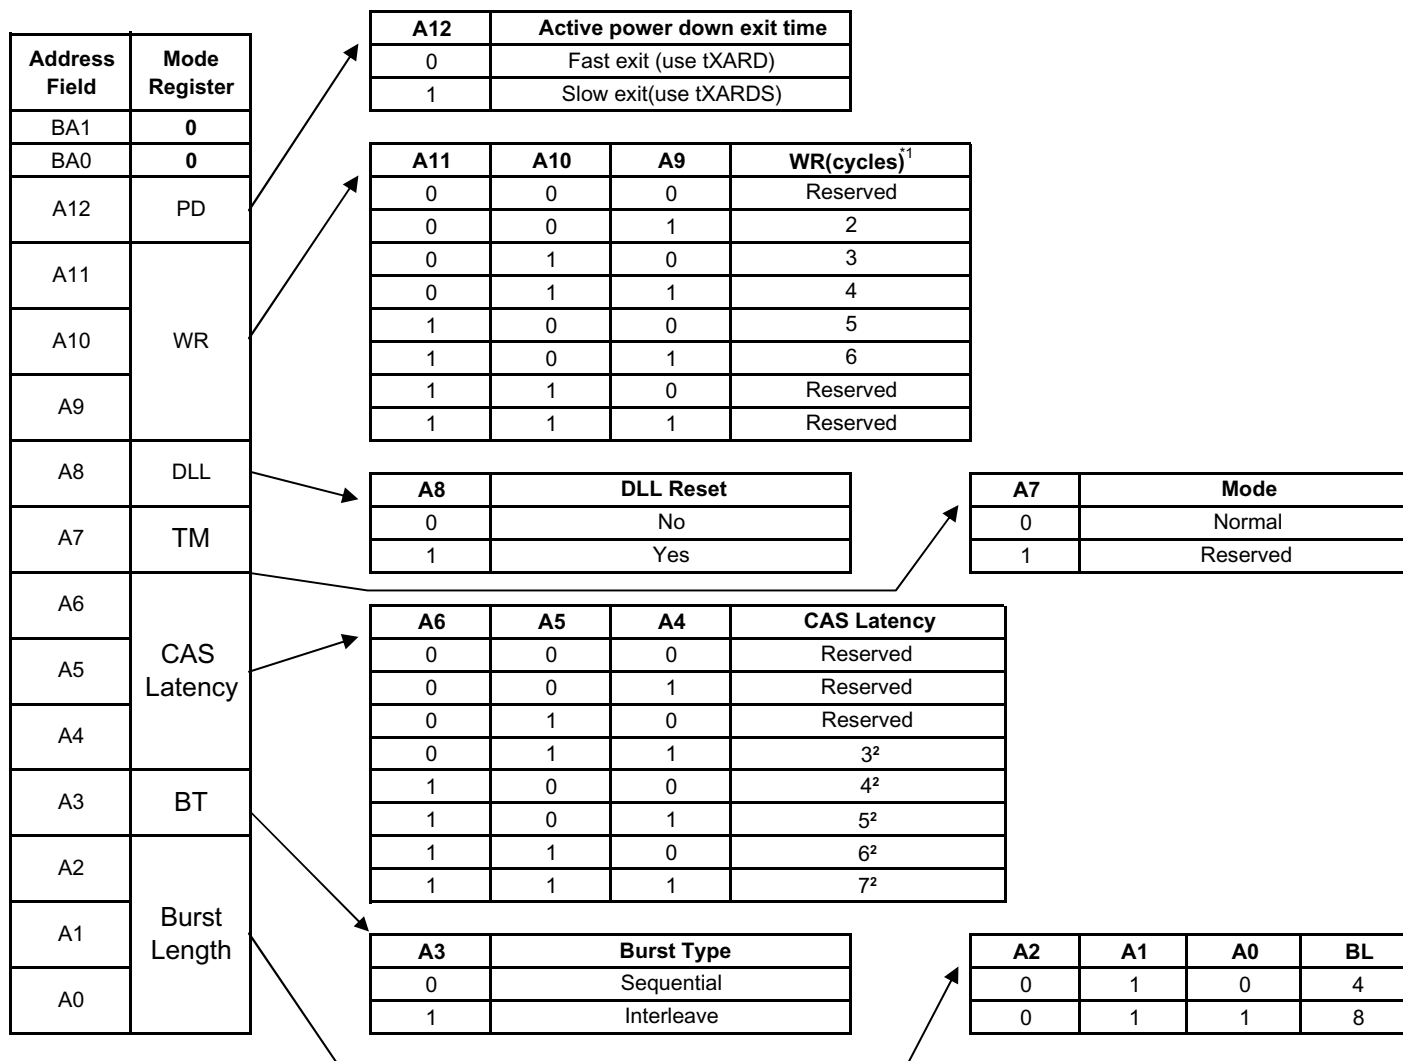 Address Field Mode Register
BA1 0
BA0 0
A12 PD
A11
A10 WR
A9
A8 DLL
A7 TM
A6
A5 CAS Latency
A4
A3 BT
A2
A1 Burst Length
A0
A12 Active power down exit time
0 Fast exit (use tXARD)
1 Slow exit(use tXARDS)
A11 A10 A9 WR(cycles)*1
0 0 0 Reserved
0 0 1 2
0 1 0 3
0 1 1 4
1 0 0 5
1 0 1 6
1 1 0 Reserved
1 1 1 Reserved
A8 DLL Reset
0 No
1 Yes
A7 Mode
0 Normal
1 Reserved
A6 A5 A4 CAS Latency
0 0 0 Reserved
0 0 1 Reserved
0 1 0 Reserved
0 1 1 3²
1 0 0 4²
1 0 1 5²
1 1 0 6²
1 1 1 7²
A3 Burst Type
0 Sequential
1 Interleave
A2 A1 A0 BL
0 1 0 4
0 1 1 8